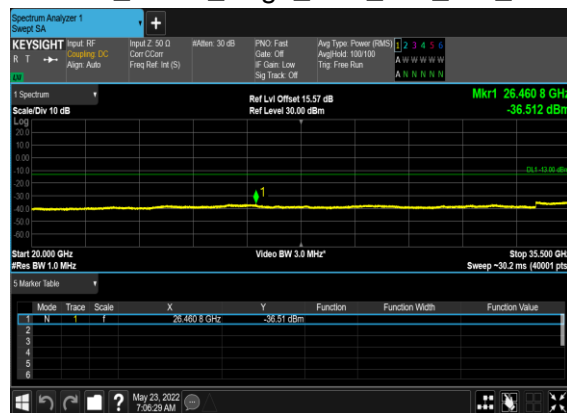 Spectrum Analyzer 1
Swept SA
+
KEYSIGHT
R T
Input: RF
Coupling: DC
Align: Auto
Input Z: 50 Ω
Corr CCorr
Freq Ref: Int (S)
#Atten: 30 dB
PNO: Fast
Gate: Off
IF Gain: Low
Sig Track: Off
Avg Type: Power (RMS)
Avg|Hold: 100/100
Trig: Free Run
1 2 3 4 5 6
A W W W W W
A N N N N N
1 Spectrum
Scale/Div 10 dB
Ref Lvl Offset 15.57 dB
Ref Level 30.00 dBm
Mkr1 26.460 8 GHz
-36.512 dBm
Log
20.0
10.0
0.00
-10.0
-20.0
-30.0
-40.0
-50.0
-60.0
DL1 -13.00 dBm
1
Start 20.000 GHz
#Res BW 1.0 MHz
Video BW 3.0 MHz*
Stop 35.500 GHz
Sweep ~30.2 ms (40001 pts)
5 Marker Table
Mode Trace Scale X Y Function Function Width Function Value
1 N 1 f 26.460 8 GHz -36.51 dBm
2
3
4
5
6
?
May 23, 2022
7:06:29 AM